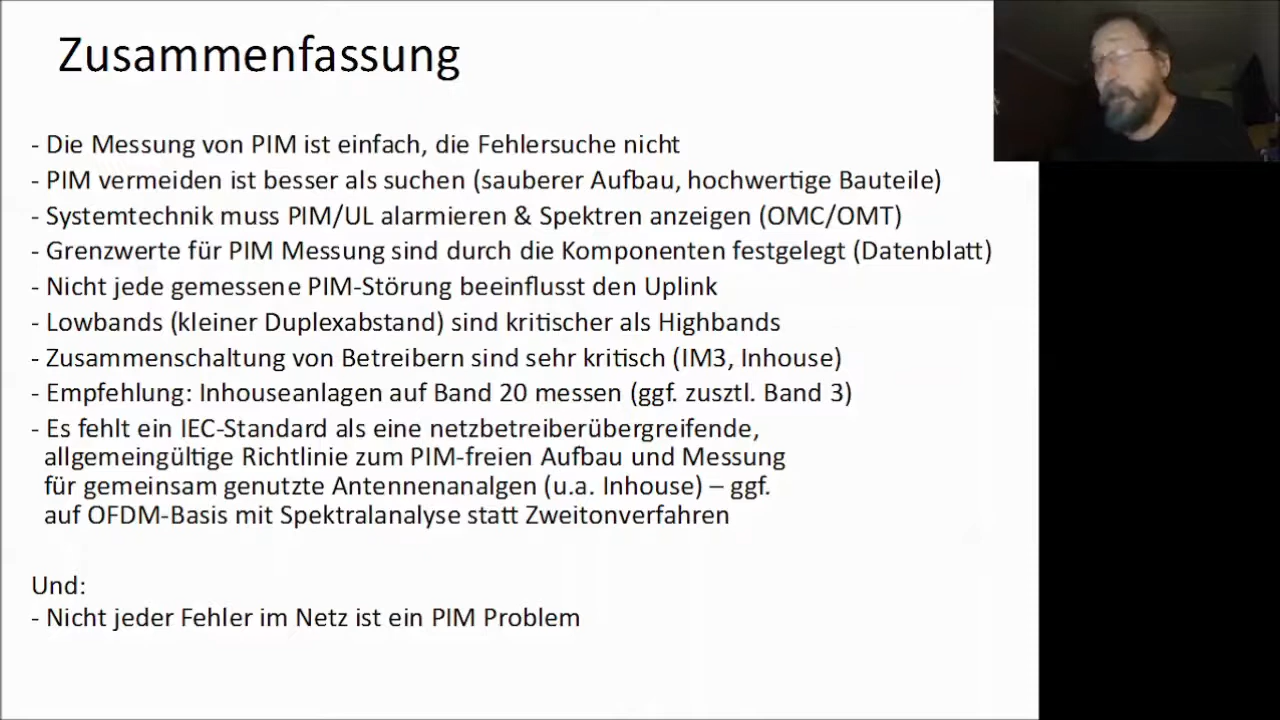 Zusammenfassung
- Die Messung von PIM ist einfach, die Fehlersuche nicht
- PIM vermeiden ist besser als suchen (sauberer Aufbau, hochwertige Bauteile)
- Systemtechnik muss PIM/UL alarmieren & Spektren anzeigen (OMC/OMT)
- Grenzwerte für PIM Messung sind durch die Komponenten festgelegt (Datenblatt)
- Nicht jede gemessene PIM-Störung beeinflusst den Uplink
- Lowbands (kleiner Duplexabstand) sind kritischer als Highbands
- Zusammenschaltung von Betreibern sind sehr kritisch (IM3, Inhouse)
- Empfehlung: Inhouseanlagen auf Band 20 messen (ggf. zusztl. Band 3)
- Es fehlt ein IEC-Standard als eine netzbetreiberübergreifende,
allgemeingültige Richtlinie zum PIM-freien Aufbau und Messung
für gemeinsam genutzte Antennenanalgen (u.a. Inhouse) – ggf.
auf OFDM-Basis mit Spektralanalyse statt Zweitonverfahren
Und:
- Nicht jeder Fehler im Netz ist ein PIM Problem